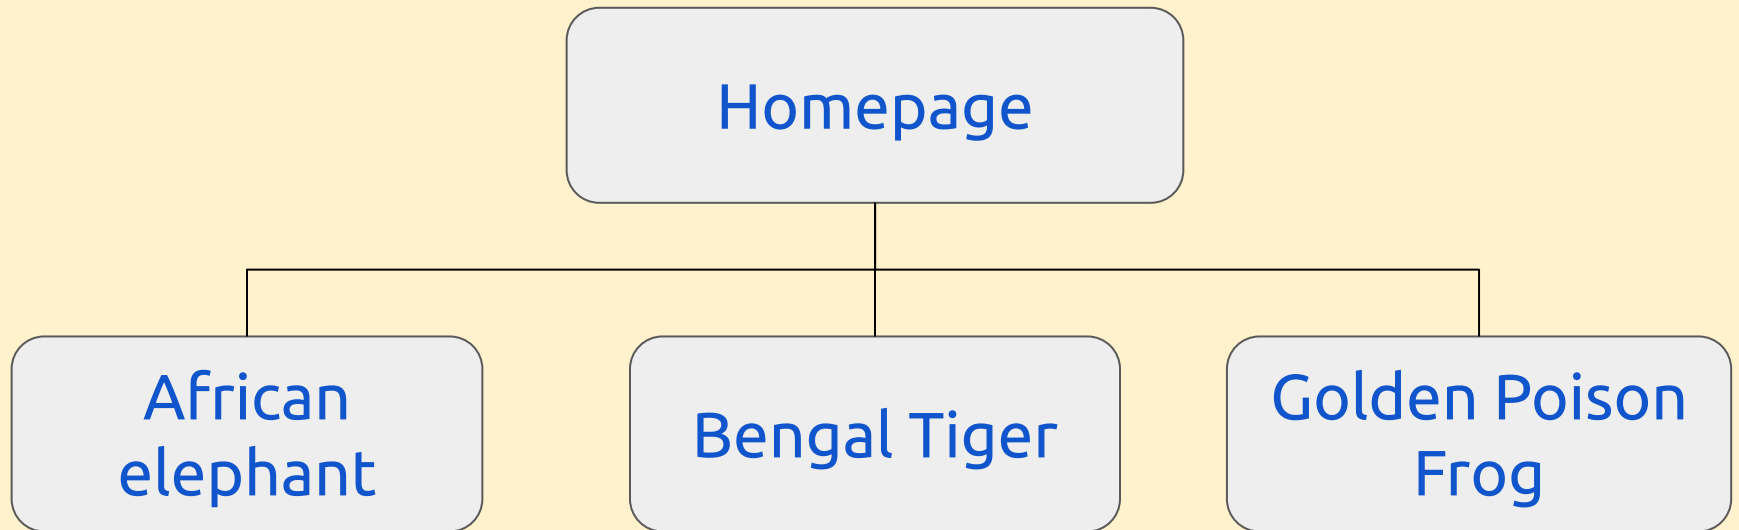 Homepage
African
elephant
Bengal Tiger
Golden Poison
Frog